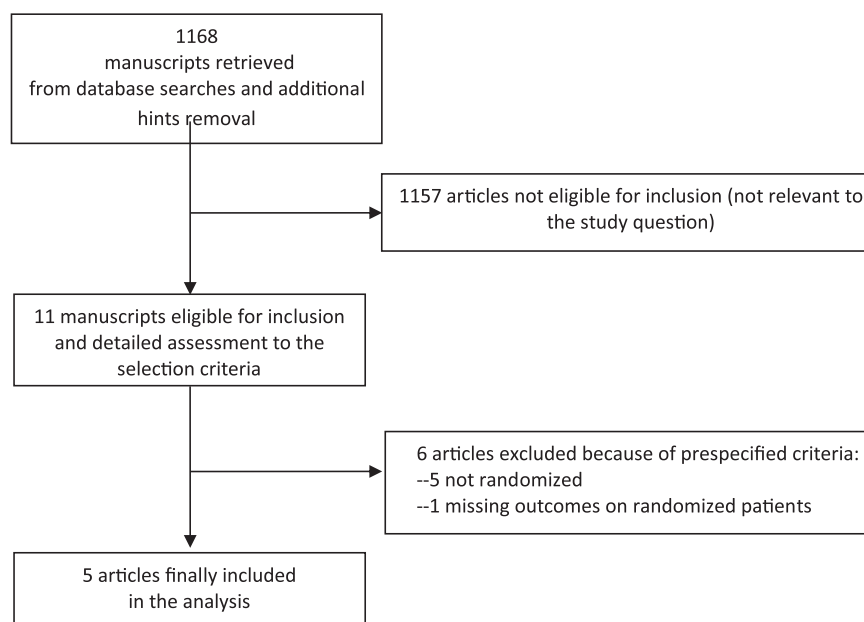 1168
manuscripts retrieved
from database searches and additional
hints removal
1157 articles not eligible for inclusion (not relevant to
the study question)
11 manuscripts eligible for inclusion
and detailed assessment to the
selection criteria
6 articles excluded because of prespecified criteria:
--5 not randomized
--1 missing outcomes on randomized patients
5 articles finally included
in the analysis